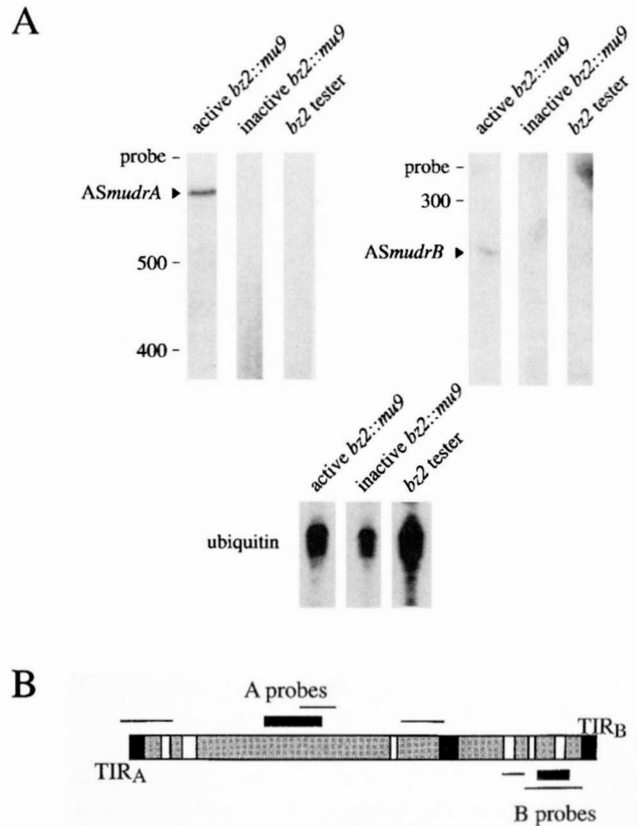 A
active bz2::mu9
inactive bz2::mu9
bz2 tester
probe -
ASmudrA ▶
500 -
400 -
active bz2::mu9
inactive bz2::mu9
bz2 tester
probe -
300 -
ASmudrB ▶
active bz2::mu9
inactive bz2::mu9
bz2 tester
ubiquitin
B
A probes
TIRB
TIRA
B probes